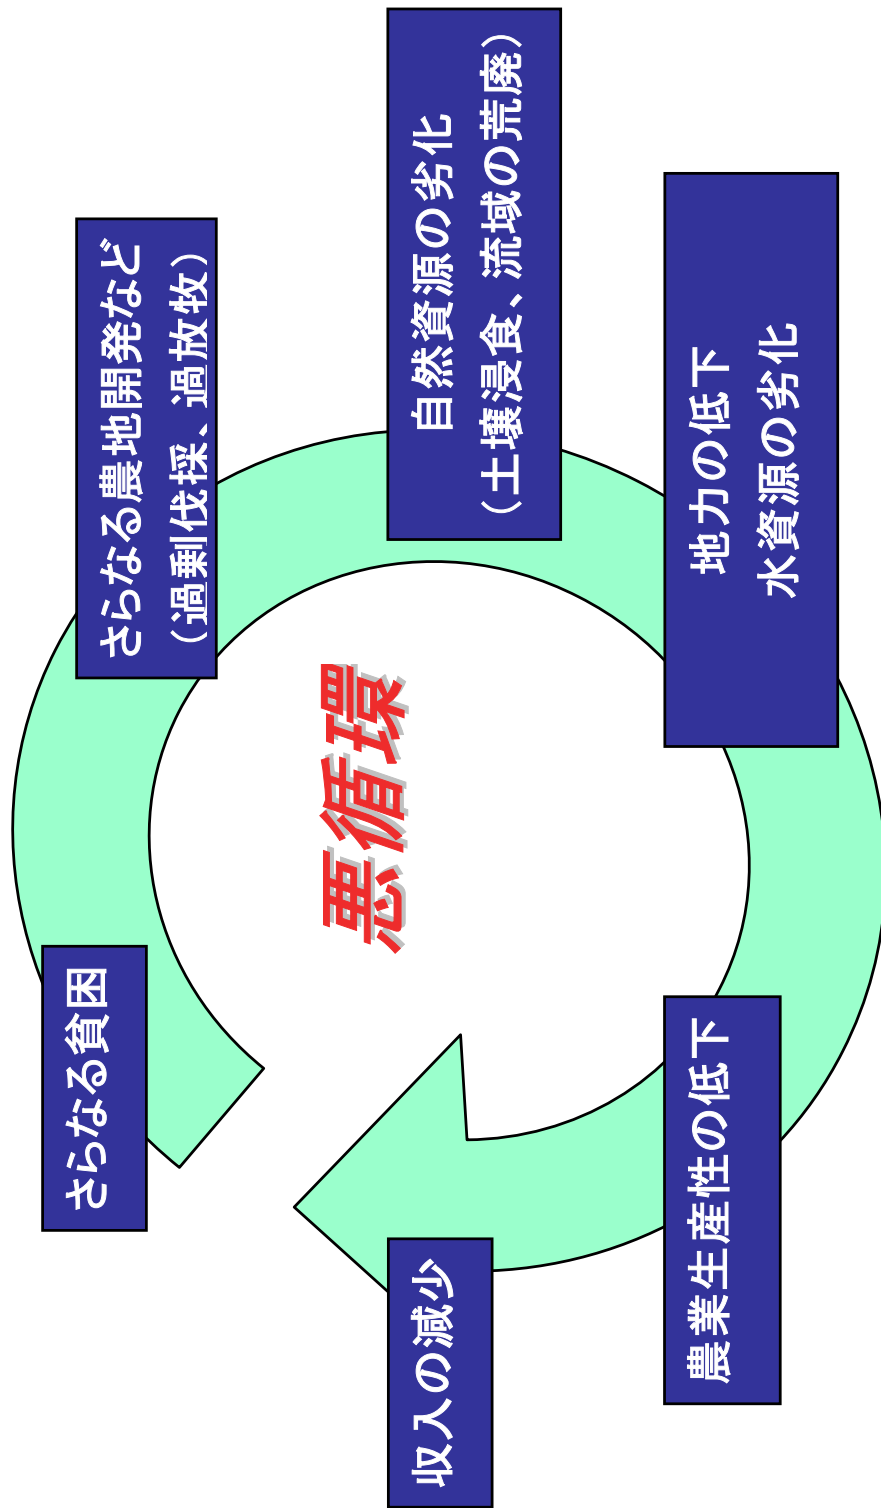 さらなる貧困
さらなる農地開発など
（過剰伐採、過放牧）
自然資源の劣化
（土壌浸食、流域の荒廃）
地力の低下
水資源の劣化
農業生産性の低下
収入の減少
悪循環